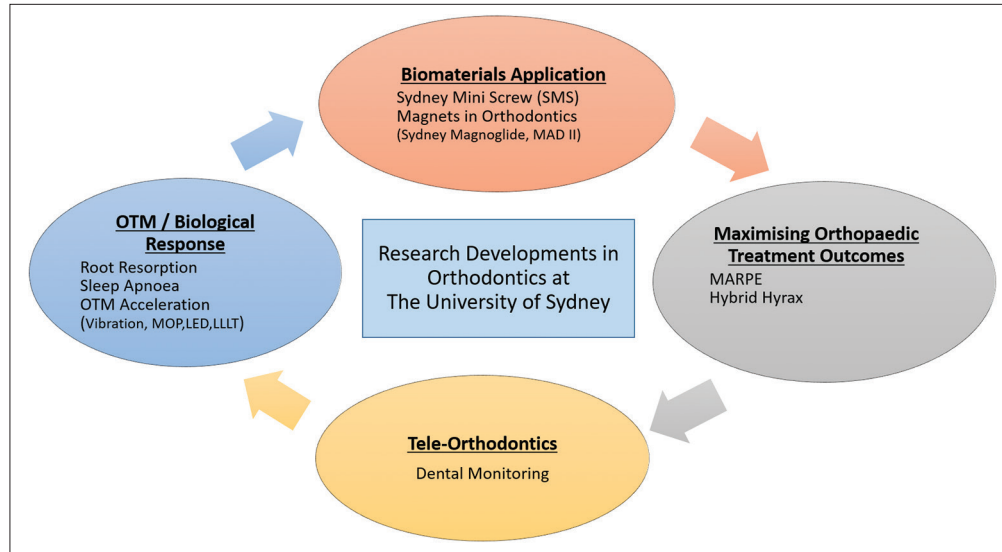 Biomaterials Application
Sydney Mini Screw (SMS)
Magnets in Orthodontics
(Sydney Magnoglide, MAD II)
OTM / Biological
Response
Root Resorption
Sleep Apnoea
OTM Acceleration
(Vibration, MOP,LED,LLLT)
Research Developments in
Orthodontics at
The University of Sydney
Maximising Orthopaedic
Treatment Outcomes
MARPE
Hybrid Hyrax
Tele-Orthodontics
Dental Monitoring